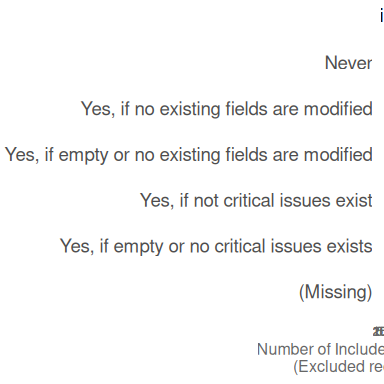 Never
Yes, if no existing fields are modified
Yes, if empty or no existing fields are modified
Yes, if not critical issues exist
Yes, if empty or no critical issues exists
(Missing)
Number of Include
(Excluded re